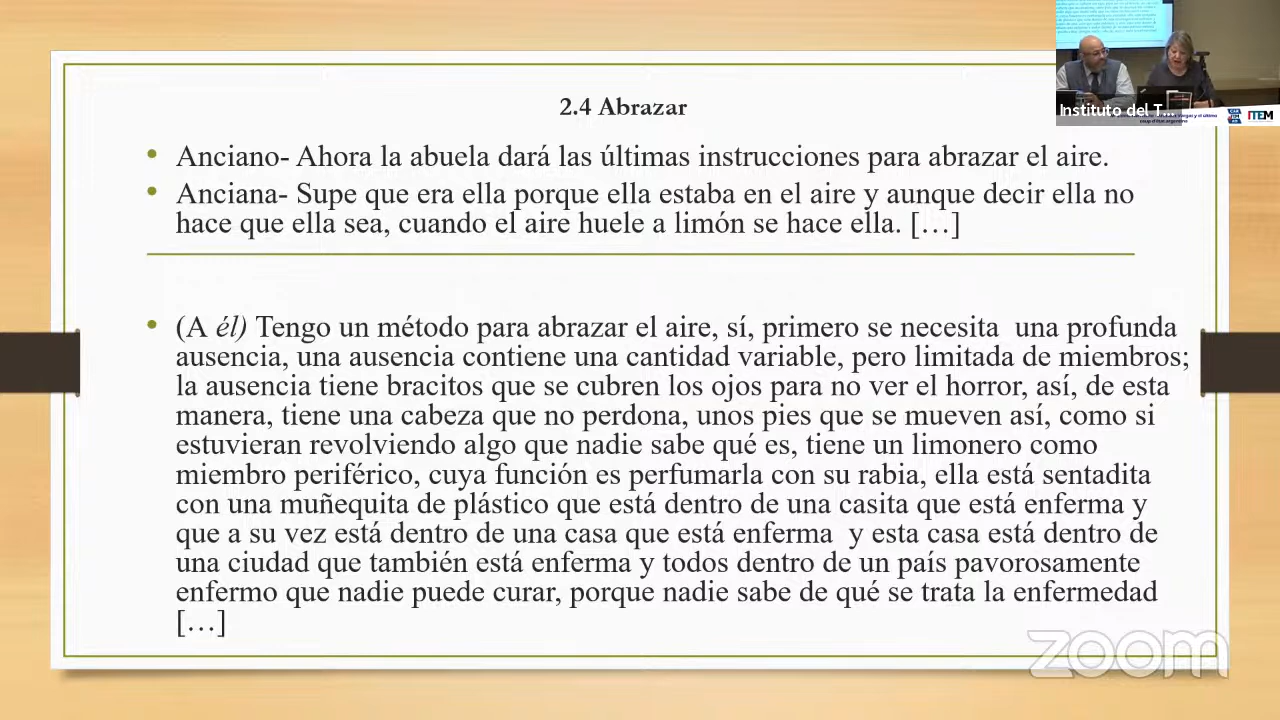 2.4 Abrazar
Anciano- Ahora la abuela dará las últimas instrucciones para abrazar el aire.
Anciana- Supe que era ella porque ella estaba en el aire y aunque decir ella no
hace que ella sea, cuando el aire huele a limón se hace ella. […]
(A él) Tengo un método para abrazar el aire, sí, primero se necesita una profunda
ausencia, una ausencia contiene una cantidad variable, pero limitada de miembros;
la ausencia tiene bracitos que se cubren los ojos para no ver el horror, así, de esta
manera, tiene una cabeza que no perdona, unos pies que se mueven así, como si
estuvieran revolviendo algo que nadie sabe qué es, tiene un limonero como
miembro periférico, cuya función es perfumarla con su rabia, ella está sentadita
con una muñequita de plástico que está dentro de una casita que está enferma y
que a su vez está dentro de una casa que está enferma y esta casa está dentro de
una ciudad que también está enferma y todos dentro de un país pavorosamente
enfermo que nadie puede curar, porque nadie sabe de qué se trata la enfermedad
[…]
Instituto del T...
ITEM
zoom